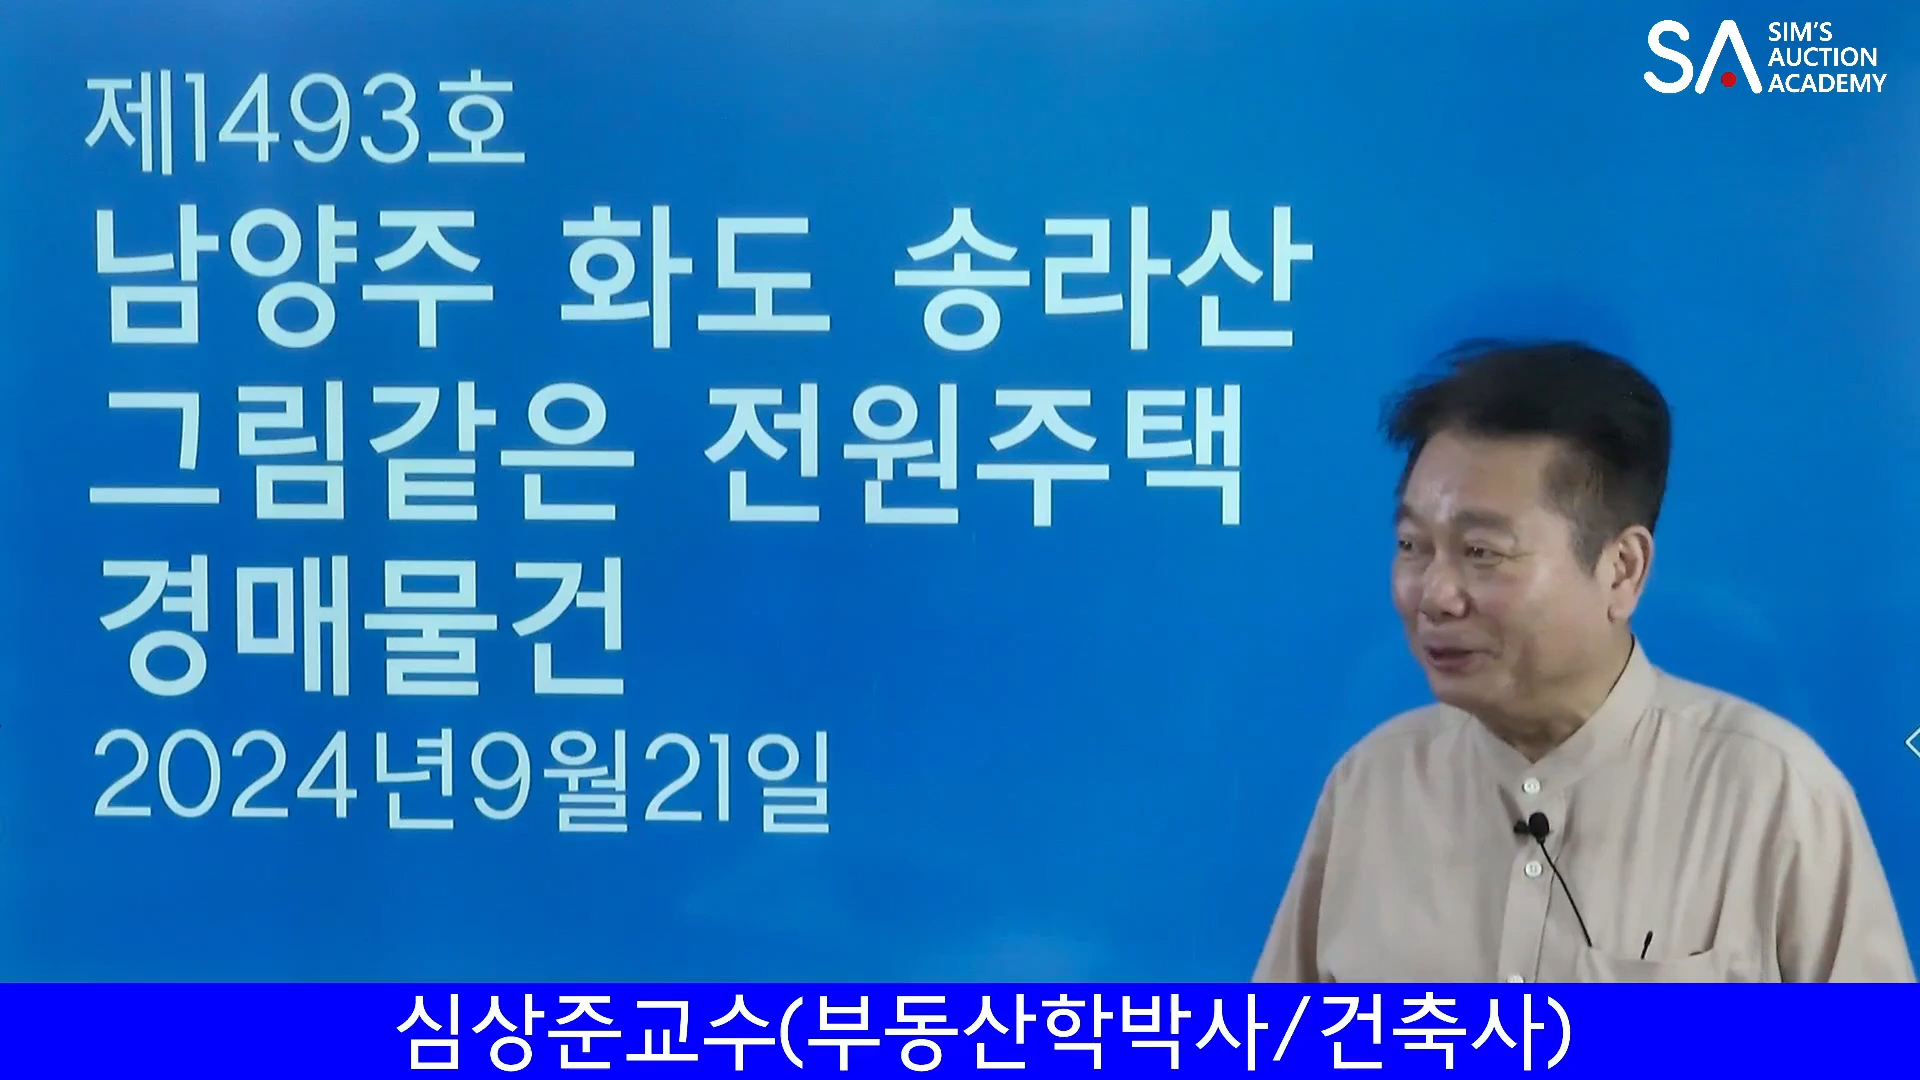 제1493호
남양주 화도 송라산
그림같은 전원주택
경매물건
2024년9월21일
SA
SIM'S
AUCTION
ACADEMY
심상준교수(부동산학박사/건축사)